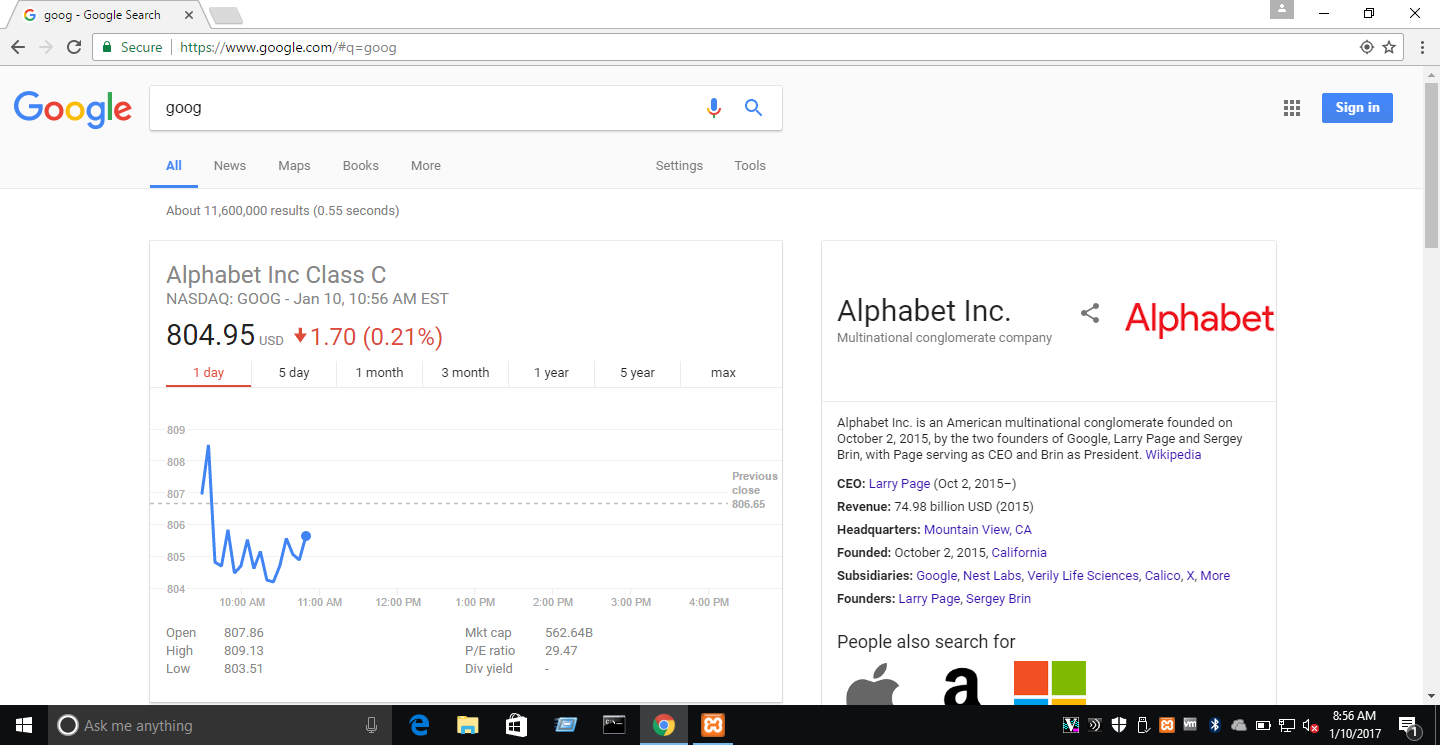 goog - Google Search
Secure
https://www.google.com/#q=goog
Google
goog
Sign in
All
News
Maps
Books
More
Settings
Tools
About 11,600,000 results (0.55 seconds)
Alphabet Inc Class C
NASDAQ: GOOG - Jan 10, 10:56 AM EST
804.95 USD 1.70 (0.21%)
1 day
5 day
1 month
3 month
1 year
5 year
max
809
808
807
806
805
804
Previous
close
806.65
10:00 AM
11:00 AM
12:00 PM
1:00 PM
2:00 PM
3:00 PM
4:00 PM
Open 807.86
High 809.13
Low 803.51
Mkt cap 562.64B
P/E ratio 29.47
Div yield -
Alphabet Inc.
Multinational conglomerate company
Alphabet
Alphabet Inc. is an American multinational conglomerate founded on
October 2, 2015, by the two founders of Google, Larry Page and Sergey
Brin, with Page serving as CEO and Brin as President. Wikipedia
CEO: Larry Page (Oct 2, 2015–)
Revenue: 74.98 billion USD (2015)
Headquarters: Mountain View, CA
Founded: October 2, 2015, California
Subsidiaries: Google, Nest Labs, Verily Life Sciences, Calico, X, More
Founders: Larry Page, Sergey Brin
People also search for
a
Ask me anything
vm
8:56 AM
1/10/2017
1